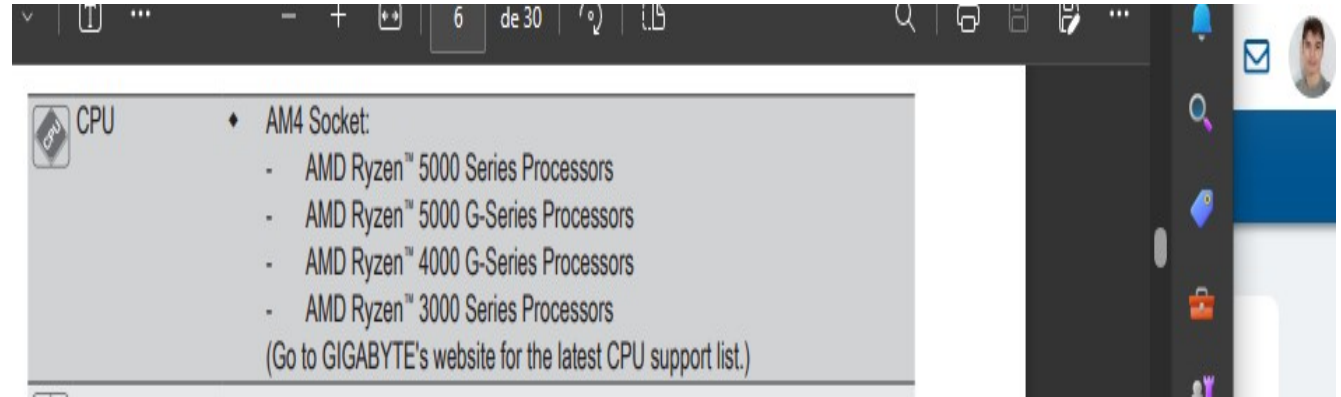 6 de 30
CPU ♦ AM4 Socket:
- AMD Ryzen™ 5000 Series Processors
- AMD Ryzen™ 5000 G-Series Processors
- AMD Ryzen™ 4000 G-Series Processors
- AMD Ryzen™ 3000 Series Processors
(Go to GIGABYTE's website for the latest CPU support list.)